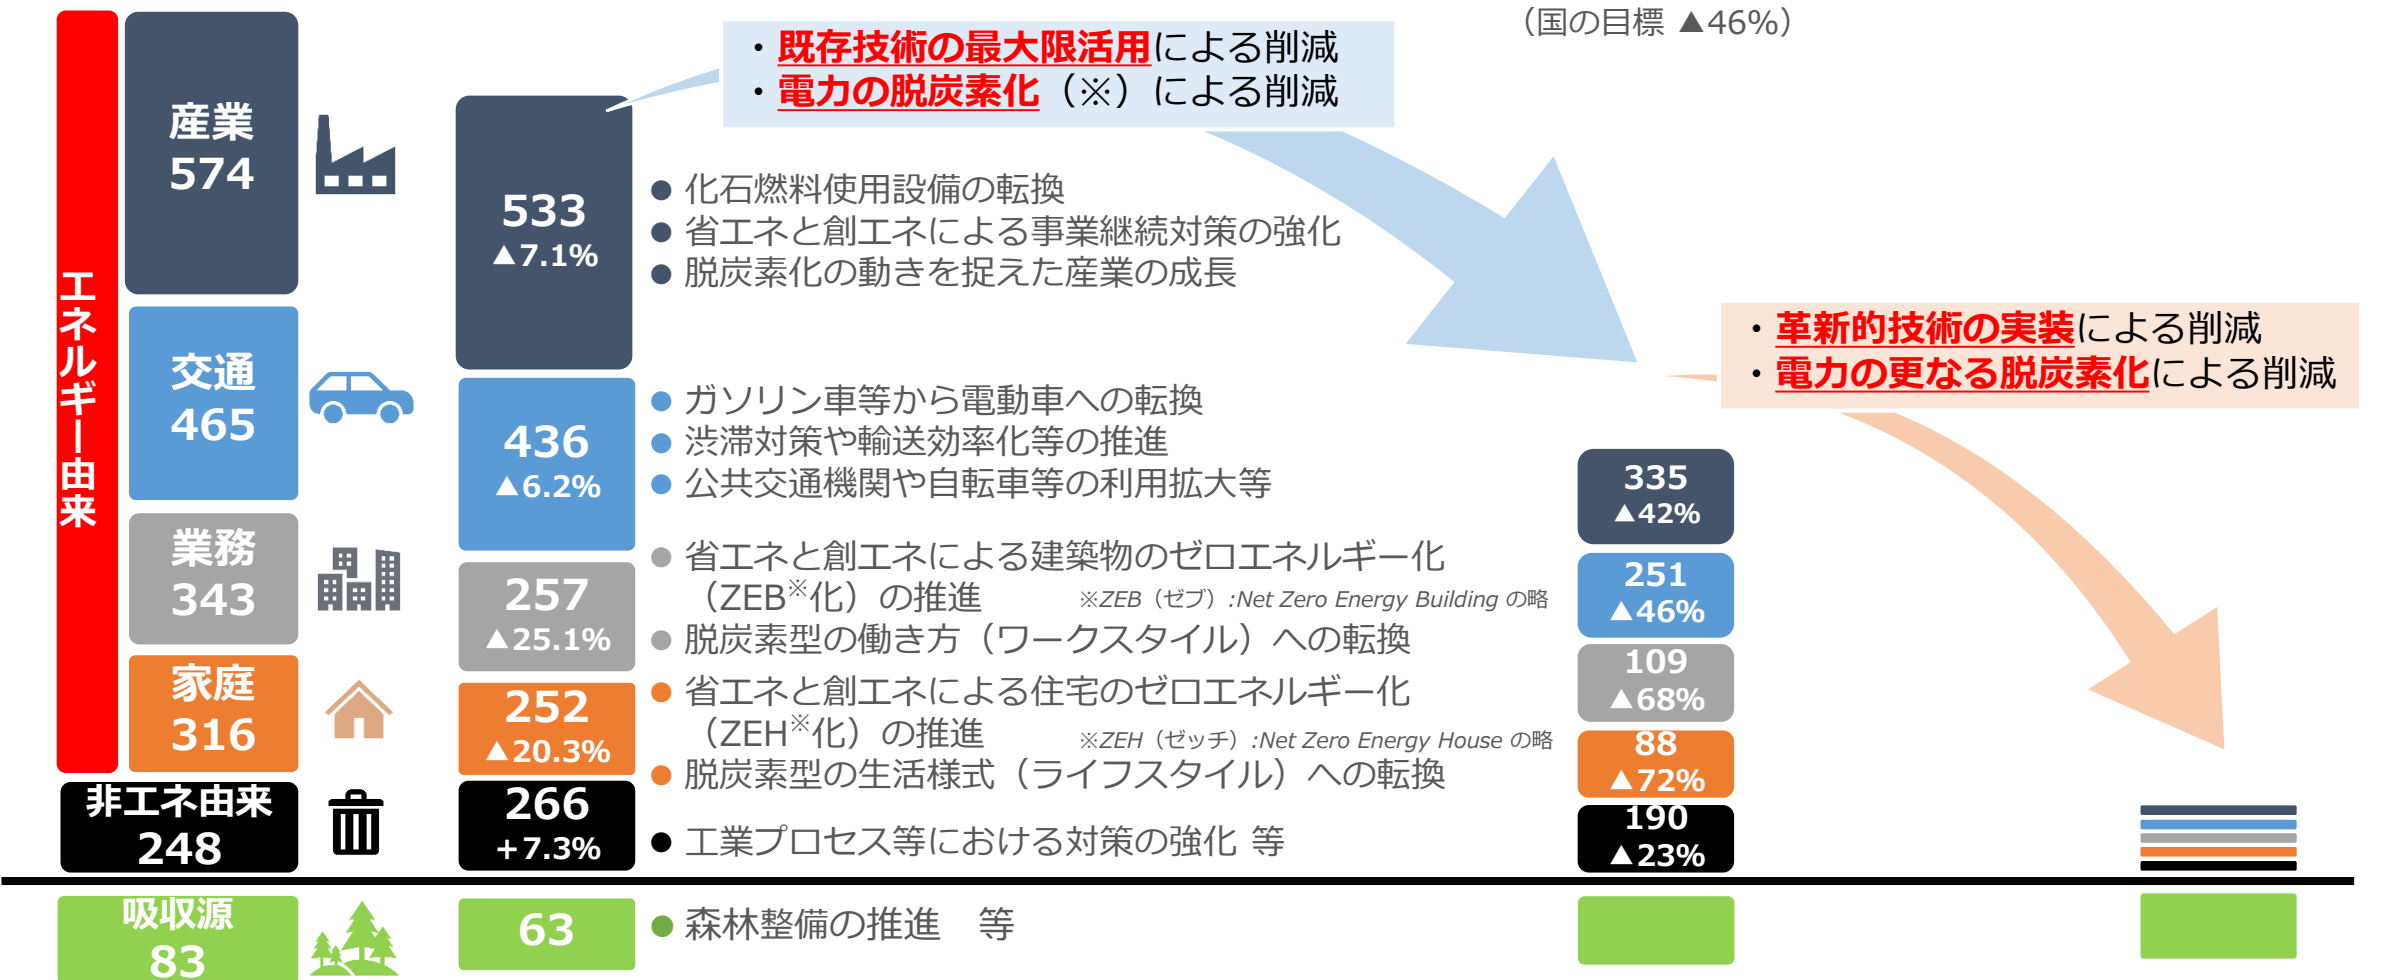 （国の目標 ▲46%）
・既存技術の最大限活用による削減
・電力の脱炭素化（※）による削減
エネルギー由来
産業
574
533
▲7.1%
● 化石燃料使用設備の転換
● 省エネと創エネによる事業継続対策の強化
● 脱炭素化の動きを捉えた産業の成長
・革新的技術の実装による削減
・電力の更なる脱炭素化による削減
交通
465
436
▲6.2%
● ガソリン車等から電動車への転換
● 渋滞対策や輸送効率化等の推進
● 公共交通機関や自転車等の利用拡大等
335
▲42%
業務
343
257
▲25.1%
● 省エネと創エネによる建築物のゼロエネルギー化
（ZEB※化）の推進 ※ZEB（ゼブ）:Net Zero Energy Building の略
● 脱炭素型の働き方（ワークスタイル）への転換
251
▲46%
109
▲68%
家庭
316
252
▲20.3%
● 省エネと創エネによる住宅のゼロエネルギー化
（ZEH※化）の推進 ※ZEH（ゼッチ）:Net Zero Energy House の略
● 脱炭素型の生活様式（ライフスタイル）への転換
88
▲72%
非エネ由来
248
266
+7.3%
● 工業プロセス等における対策の強化 等
190
▲23%
吸収源
83
63
● 森林整備の推進　等